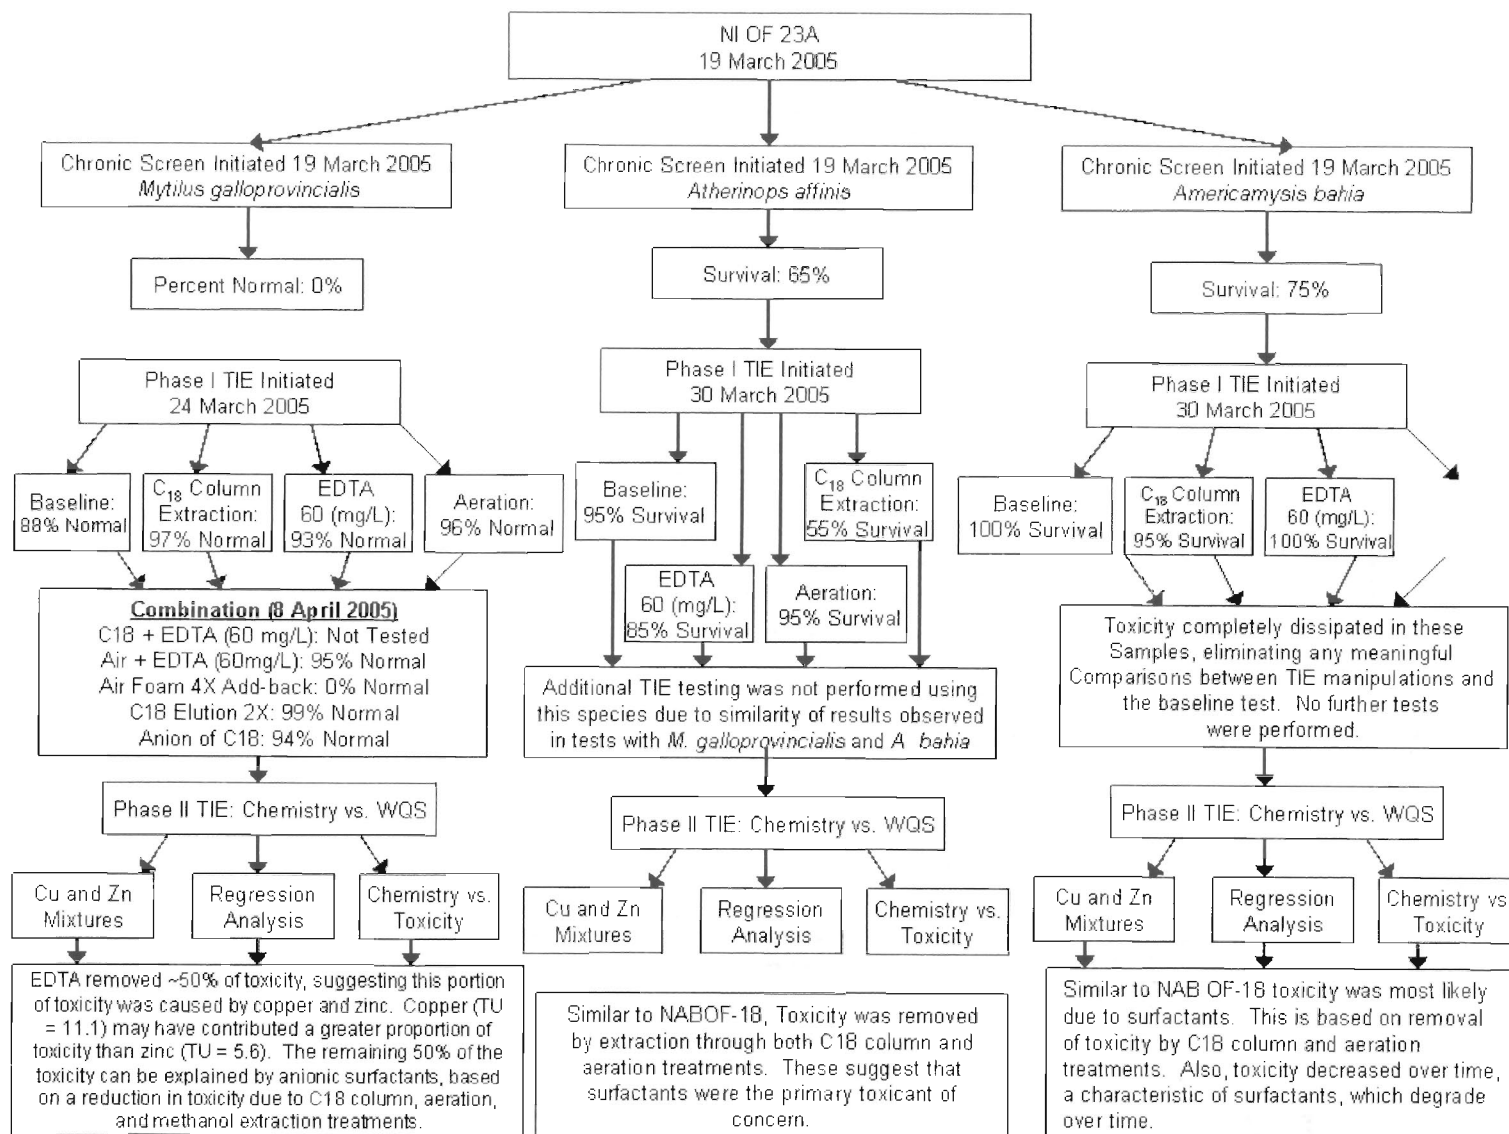 NI OF 23A
19 March 2005
Chronic Screen Initiated 19 March 2005
Mytilus galloprovincialis
Percent Normal: 0%
Phase I TIE Initiated
24 March 2005
Baseline:
88% Normal
C18 Column
Extraction:
97% Normal
EDTA
60 (mg/L):
93% Normal
Aeration:
96% Normal
Combination (8 April 2005)
C18 + EDTA (60 mg/L): Not Tested
Air + EDTA (60mg/L): 95% Normal
Air Foam 4X Add-back: 0% Normal
C18 Elution 2X: 99% Normal
Anion of C18: 94% Normal
Phase II TIE: Chemistry vs. WQS
Cu and Zn
Mixtures
Regression
Analysis
Chemistry vs.
Toxicity
EDTA removed ~50% of toxicity, suggesting this portion
of toxicity was caused by copper and zinc. Copper (TU
= 11.1) may have contributed a greater proportion of
toxicity than zinc (TU = 5.6). The remaining 50% of the
toxicity can be explained by anionic surfactants, based
on a reduction in toxicity due to C18 column, aeration,
and methanol extraction treatments.
Chronic Screen Initiated 19 March 2005
Atherinops affinis
Survival: 65%
Phase I TIE Initiated
30 March 2005
Baseline:
95% Survival
EDTA
60 (mg/L):
85% Survival
Aeration:
95% Survival
C18 Column
Extraction:
55% Survival
Additional TIE testing was not performed using
this species due to similarity of results observed
in tests with M. galloprovincialis and A. bahia
Phase II TIE: Chemistry vs. WQS
Cu and Zn
Mixtures
Regression
Analysis
Chemistry vs.
Toxicity
Similar to NABOF-18, Toxicity was removed
by extraction through both C18 column and
aeration treatments. These suggest that
surfactants were the primary toxicant of
concern.
Chronic Screen Initiated 19 March 2005
Americamysis bahia
Survival: 75%
Phase I TIE Initiated
30 March 2005
Baseline:
100% Survival
C18 Column
Extraction:
95% Survival
EDTA
60 (mg/L):
100% Survival
Toxicity completely dissipated in these
Samples, eliminating any meaningful
Comparisons between TIE manipulations and
the baseline test. No further tests
were performed.
Phase II TIE: Chemistry vs. WQS
Cu and Zn
Mixtures
Regression
Analysis
Chemistry vs
Toxicity
Similar to NAB OF-18 toxicity was most likely
due to surfactants. This is based on removal
of toxicity by C18 column and aeration
treatments. Also, toxicity decreased over time,
a characteristic of surfactants, which degrade
over time.